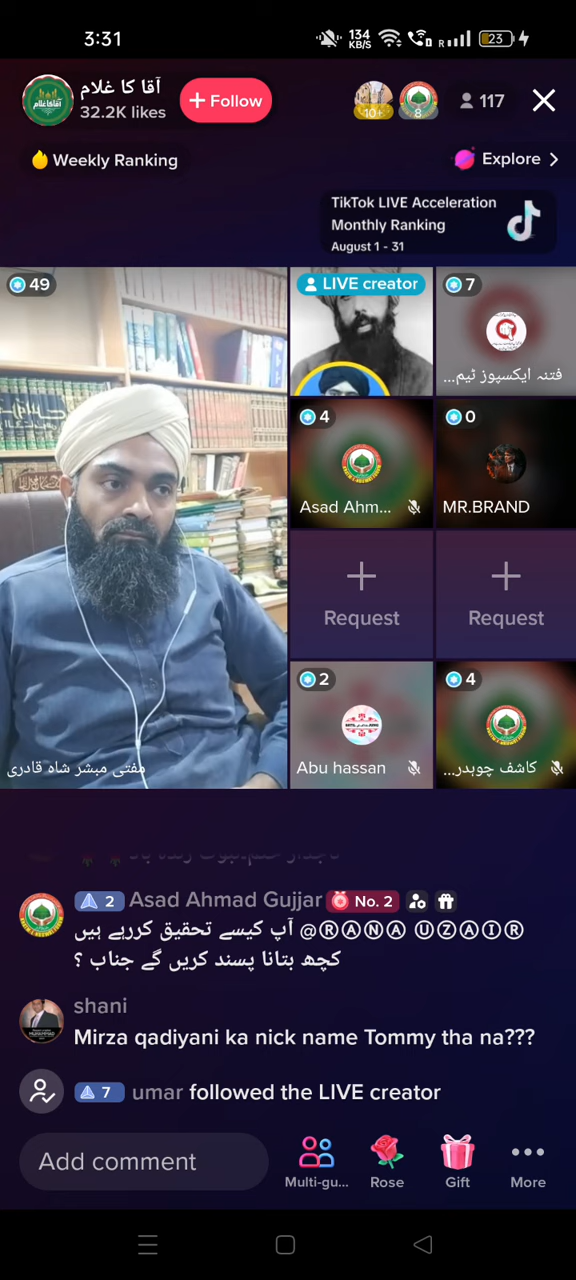 3:31
134 KB/S
R
23
آقا کا غلام
32.2K likes
+ Follow
10+
8
117
Weekly Ranking
Explore >
TikTok LIVE Acceleration
Monthly Ranking
August 1 - 31
49
LIVE creator
7
فتنہ ایکسپوز ٹیم...
4
0
Asad Ahm...
MR.BRAND
Request
Request
2
4
مفتی مبشر شاہ قادری
Abu hassan
کاشف چوہدر...
2 Asad Ahmad Gujjar No. 2
@ⓇⒶⓃⒶ ⓊⓏⒶⒾⓇ آپ کیسے تحقیق کررہے ہیں
کچھ بتانا پسند کریں گے جناب ؟
shani
Mirza qadiyani ka nick name Tommy tha na???
7 umar followed the LIVE creator
Add comment
Multi-gu...
Rose
Gift
More